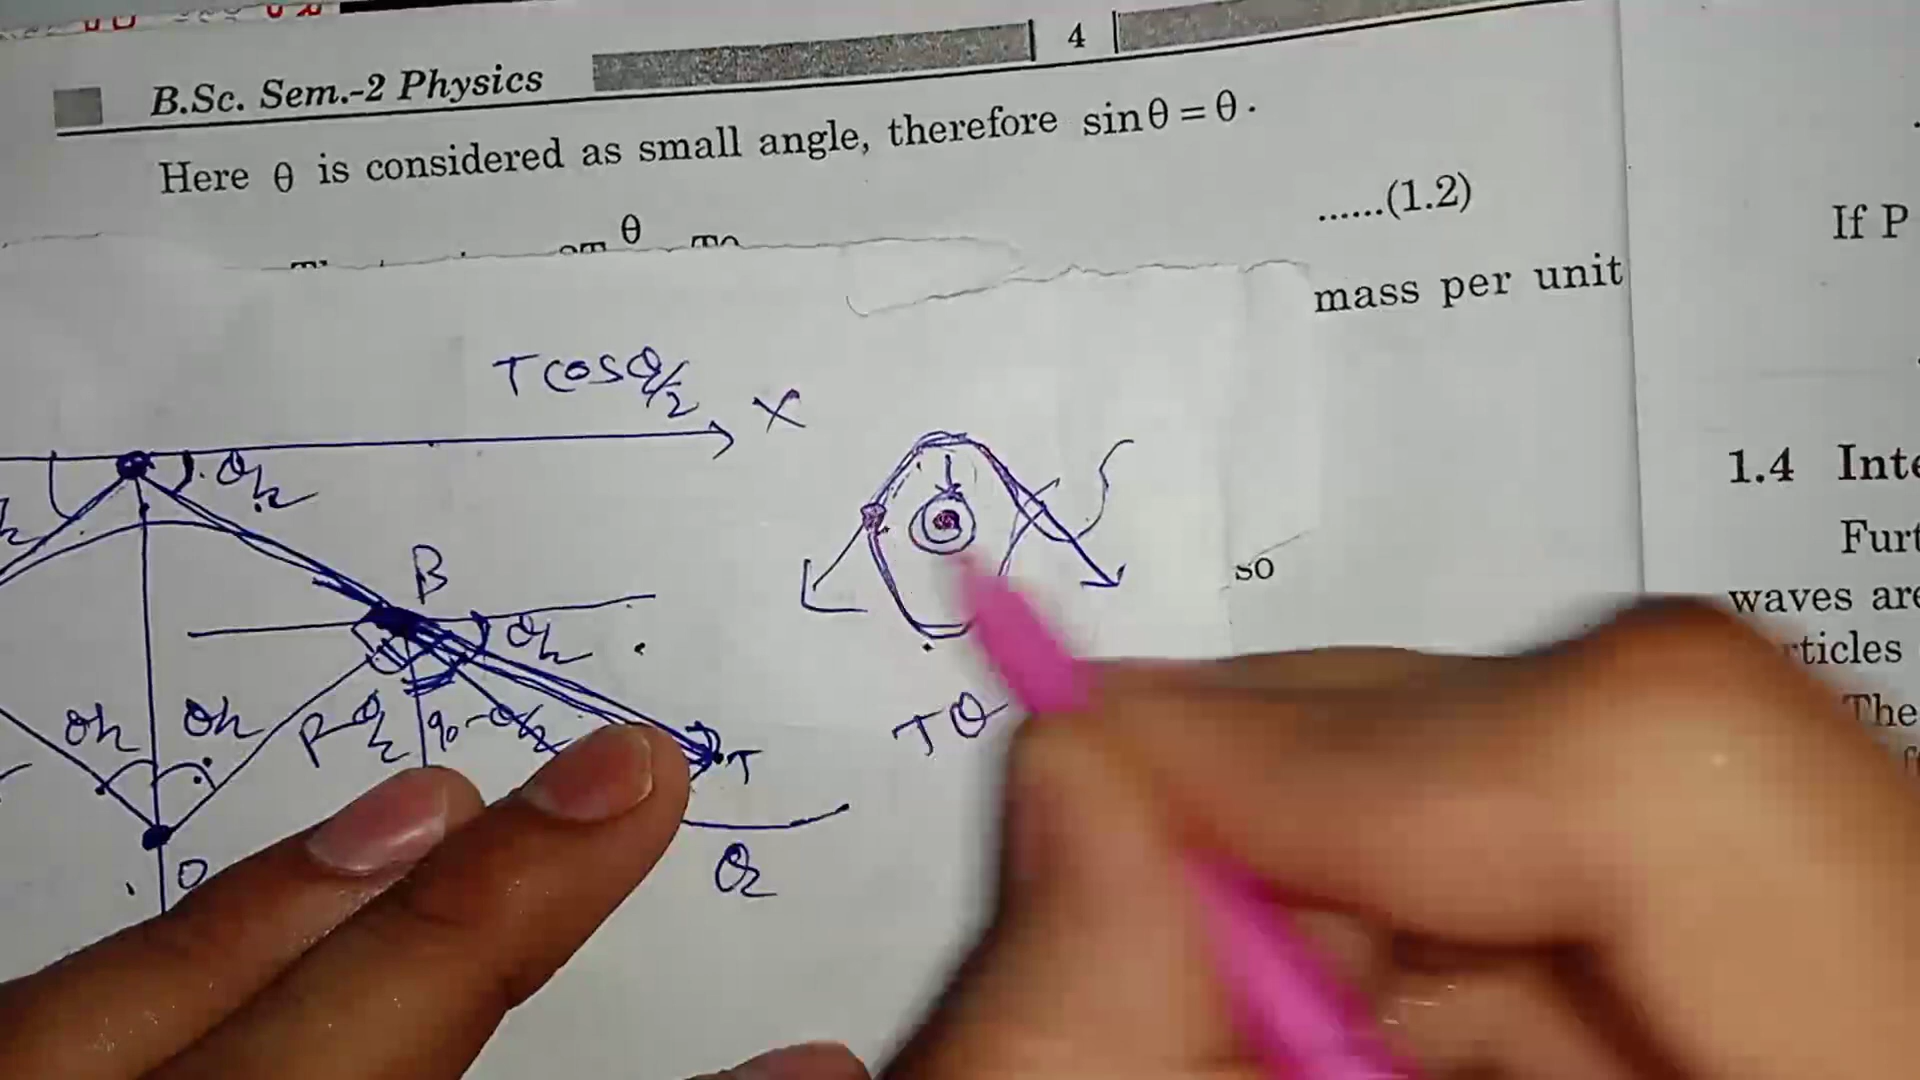 4
B.Sc. Sem.-2 Physics
Here θ is considered as small angle, therefore sinθ = θ.
......(1.2)
θ
If P
mass per unit
T cos θ/2
X
θ/2
1.4 Inte
Furt
B
so
waves are
θ/2
ticles
θ/2 θ/2 P θ/2 90-θ/2
Tθ
The
T
O
θ/2